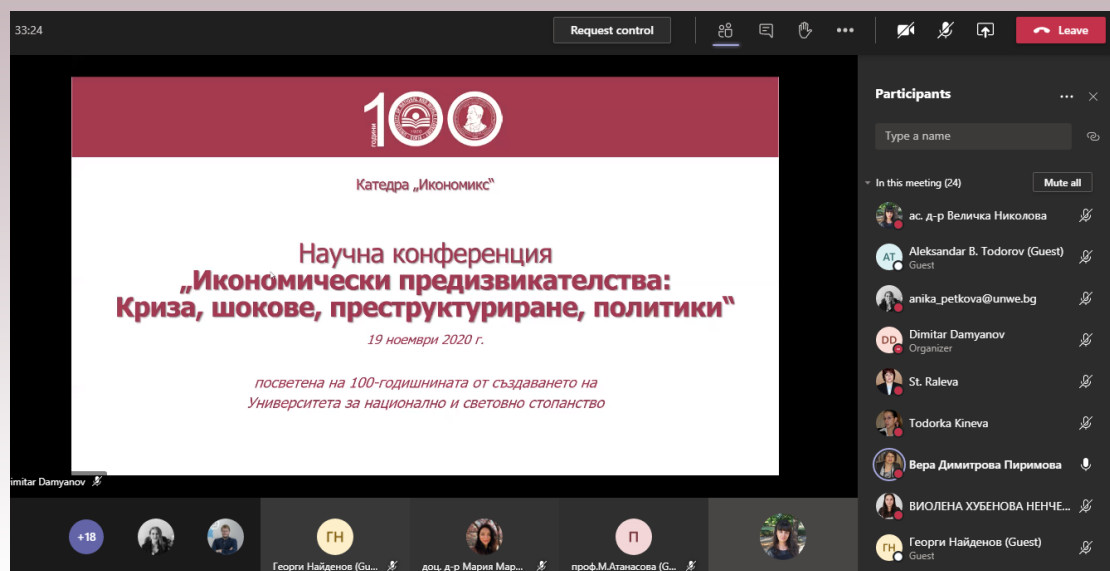 33:24
Request control
Leave
100
години
Катедра „Икономикс“
Научна конференция
„Икономически предизвикателства:
Криза, шокове, преструктуриране, политики“
19 ноември 2020 г.
посветена на 100-годишнината от създаването на
Университета за национално и световно стопанство
imitar Damyanov
+18
ГН
Георги Найденов (Gu...
доц. д-р Мария Мар...
П
проф.М.Атанасова (G...
Participants
Type a name
In this meeting (24)
Mute all
ас. д-р Величка Николова
AT
Aleksandar B. Todorov (Guest)
Guest
anika_petkova@unwe.bg
DD
Dimitar Damyanov
Organizer
St. Raleva
Todorka Kineva
Вера Димитрова Пиримова
ВИОЛЕНА ХУБЕНОВА НЕНЧЕ...
ГН
Георги Найденов (Guest)
Guest